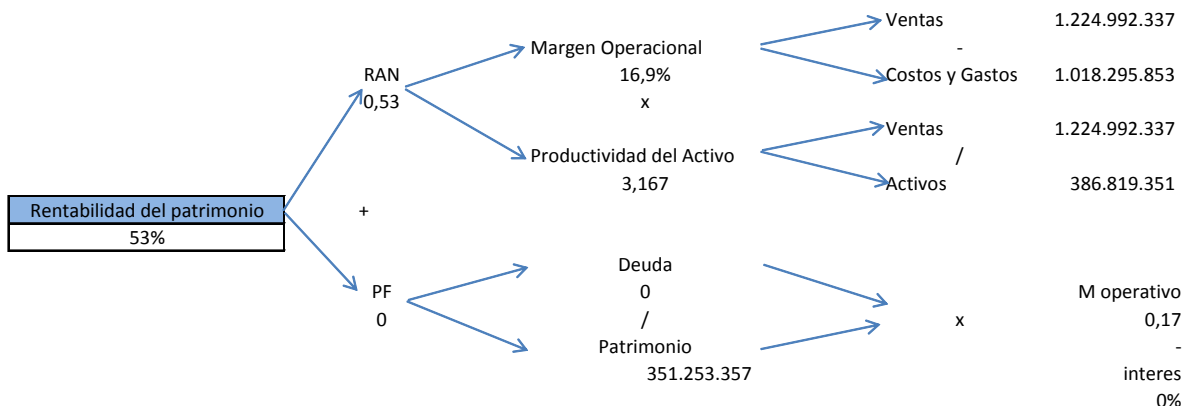 Ventas 1.224.992.337
Margen Operacional -
RAN 16,9% Costos y Gastos 1.018.295.853
0,53 x
Ventas 1.224.992.337
Productividad del Activo /
3,167 Activos 386.819.351
Rentabilidad del patrimonio +
53%
Deuda
PF 0 M operativo
0 / x 0,17
Patrimonio -
351.253.357 interes
0%